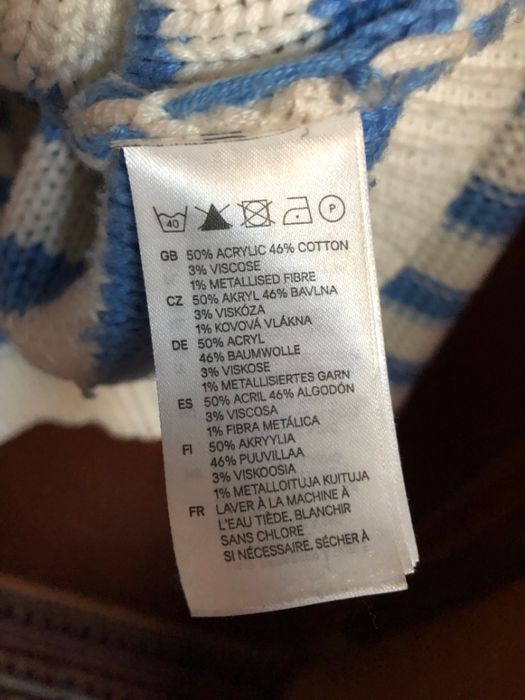 40 P
GB 50% ACRYLIC 46% COTTON
3% VISCOSE
1% METALLISED FIBRE
CZ 50% AKRYL 46% BAVLNA
3% VISKÓZA
1% KOVOVÁ VLÁKNA
DE 50% ACRYL
46% BAUMWOLLE
3% VISKOSE
1% METALLISIERTES GARN
ES 50% ACRIL 46% ALGODÓN
3% VISCOSA
1% FIBRA METÁLICA
FI 50% AKRYYLIA
46% PUUVILLAA
3% VISKOOSIA
1% METALLOITUJA KUITUJA
FR LAVER À LA MACHINE À
L'EAU TIÈDE. BLANCHIR
SANS CHLORE
SI NÉCESSAIRE. SÉCHER À